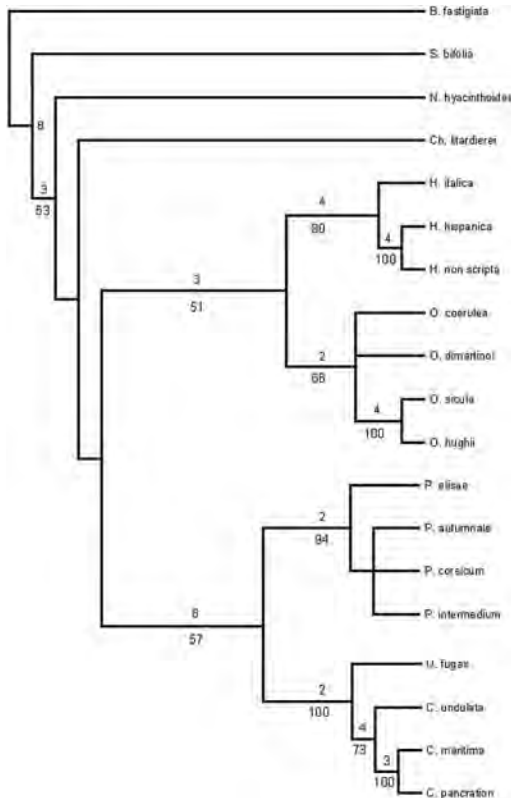 B. fastigiata
S. bifolia
8
N. hyacinthoides
3
53
Ch. litardierei
H. italica
4
80
H. hispanica
4
100
H. non scripta
3
51
O. coerulea
O. dimartinoi
2
68
O. sicula
4
100
O. hughii
P. elisae
2
94
P. autumnale
P. corsicum
P. intermedium
6
57
U. fugax
2
100
C. undulata
4
73
C. maritima
3
100
C. pancration